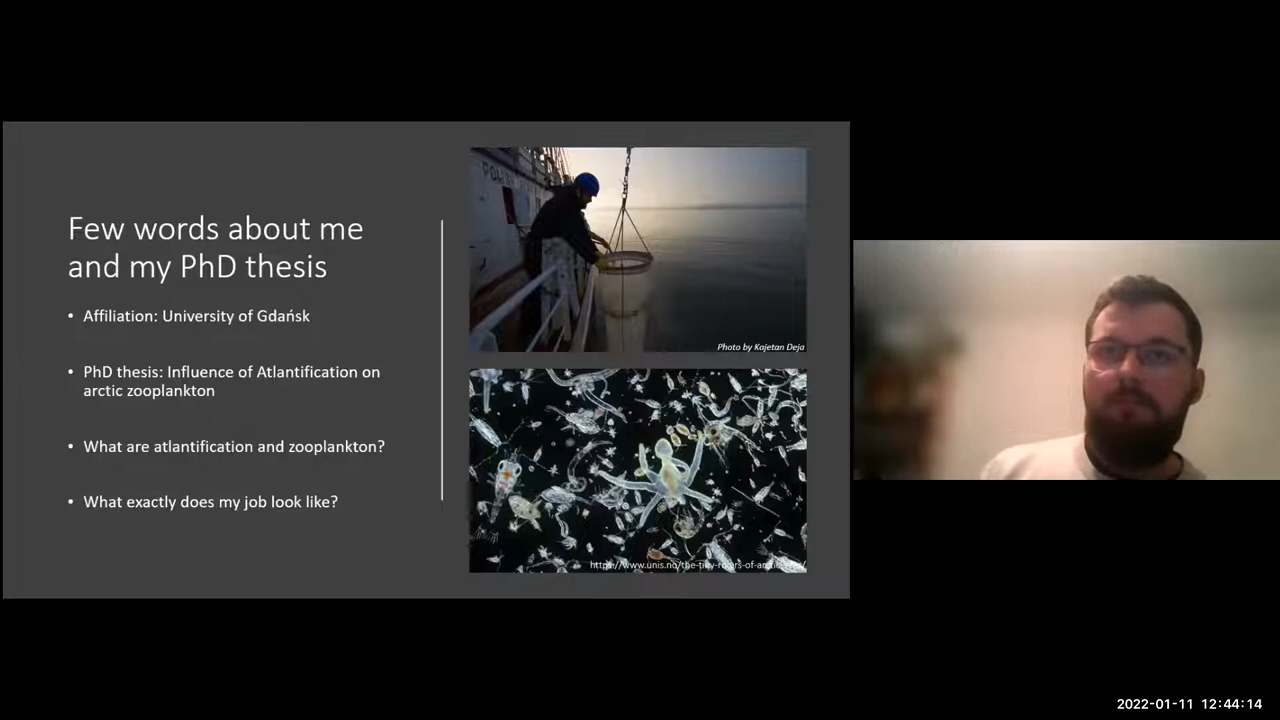 Few words about me
and my PhD thesis
• Affiliation: University of Gdańsk
• PhD thesis: Influence of Atlantification on
arctic zooplankton
• What are atlantification and zooplankton?
• What exactly does my job look like?
Photo by Kajetan Deja
2022-01-11 12:44:14